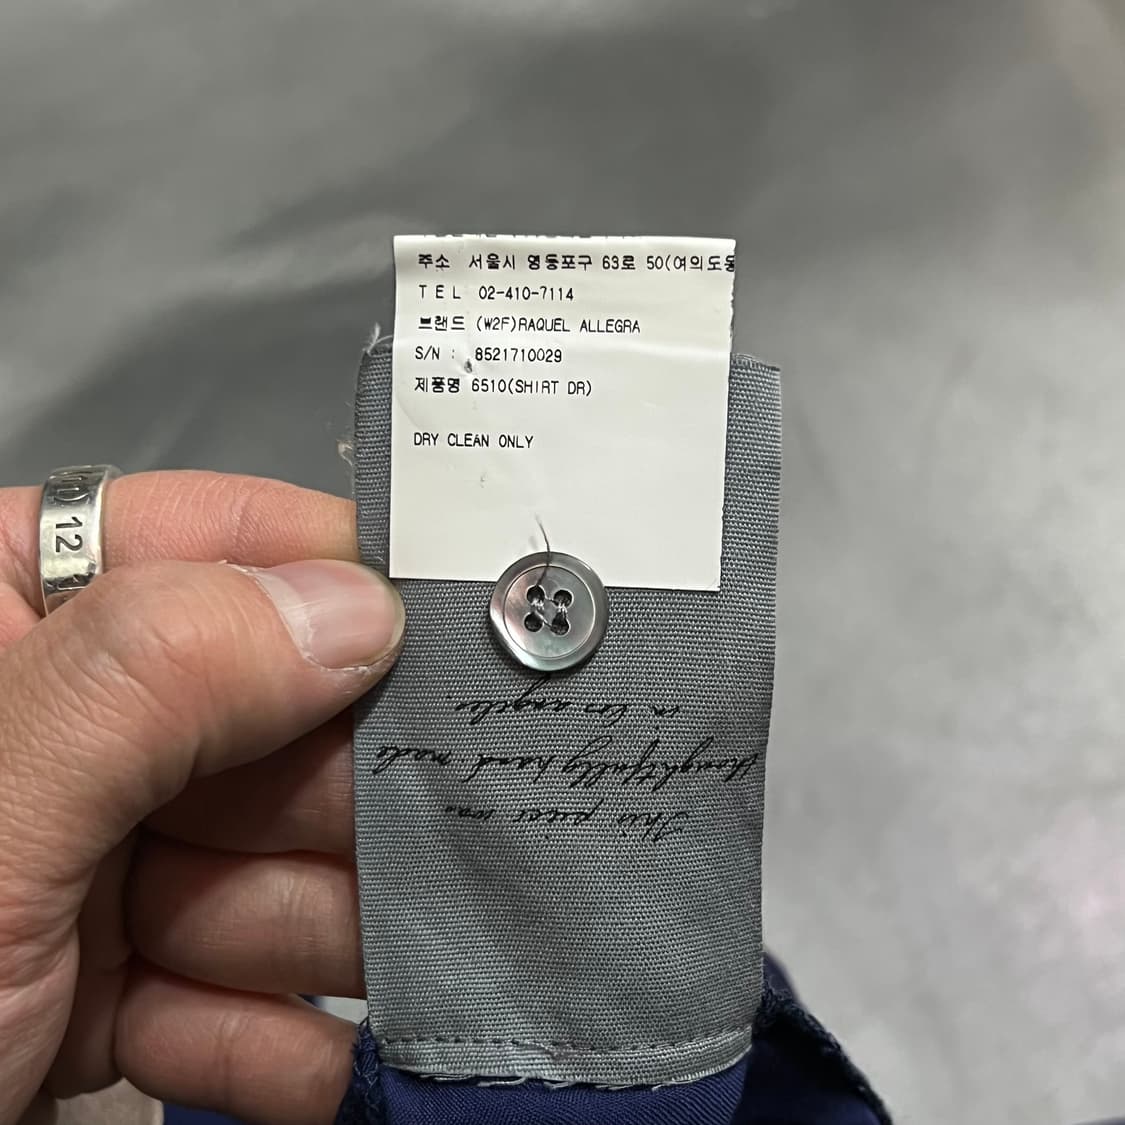 주소 서울시 영등포구 63로 50(여의도동
T E L 02-410-7114
브랜드 (W2F)RAQUEL ALLEGRA
S/N : 8521710029
제품명 6510(SHIRT DR)
DRY CLEAN ONLY
This piece was
thoughtfully hand made
in los angeles
12